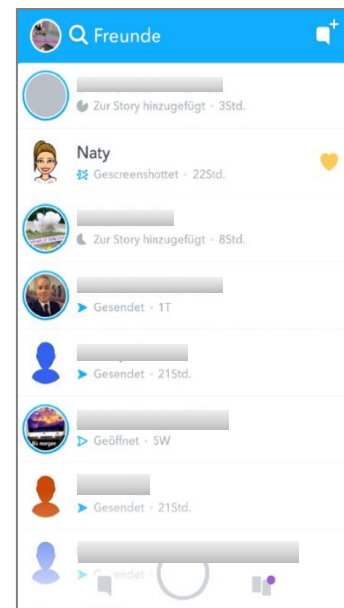 Freunde
Zur Story hinzugefügt · 3Std.
Naty
Gescreenshottet · 22Std.
Zur Story hinzugefügt · 8Std.
Gesendet · 1T
Gesendet · 21Std.
Geöffnet · 5W
Gesendet · 21Std.
Gesendet